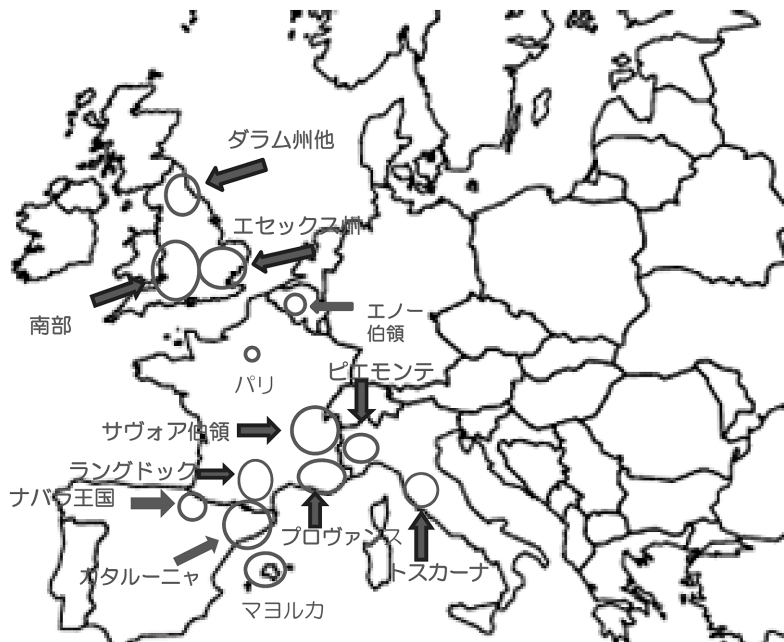 ダラム州他
エセックス州
南部
エノー
伯領
パリ
ピエモンテ
サヴォア伯領
ラングドック
ナバラ王国
プロヴァンス
カタルーニャ
トスカーナ
マヨルカ